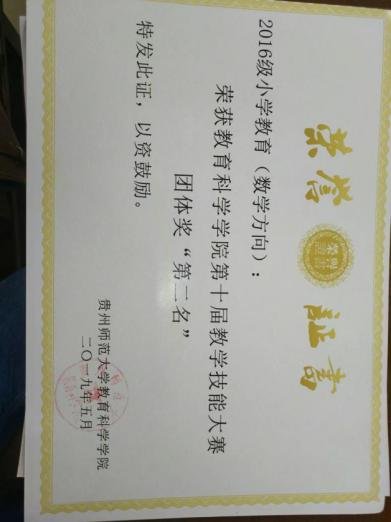 荣誉证书
荣誉
2016级小学教育（数学方向）：
荣获教育科学学院第十届教学技能大赛
团体奖“第二名”
特发此证，以资鼓励。
贵州师范大学教育科学学院
二〇一九年五月